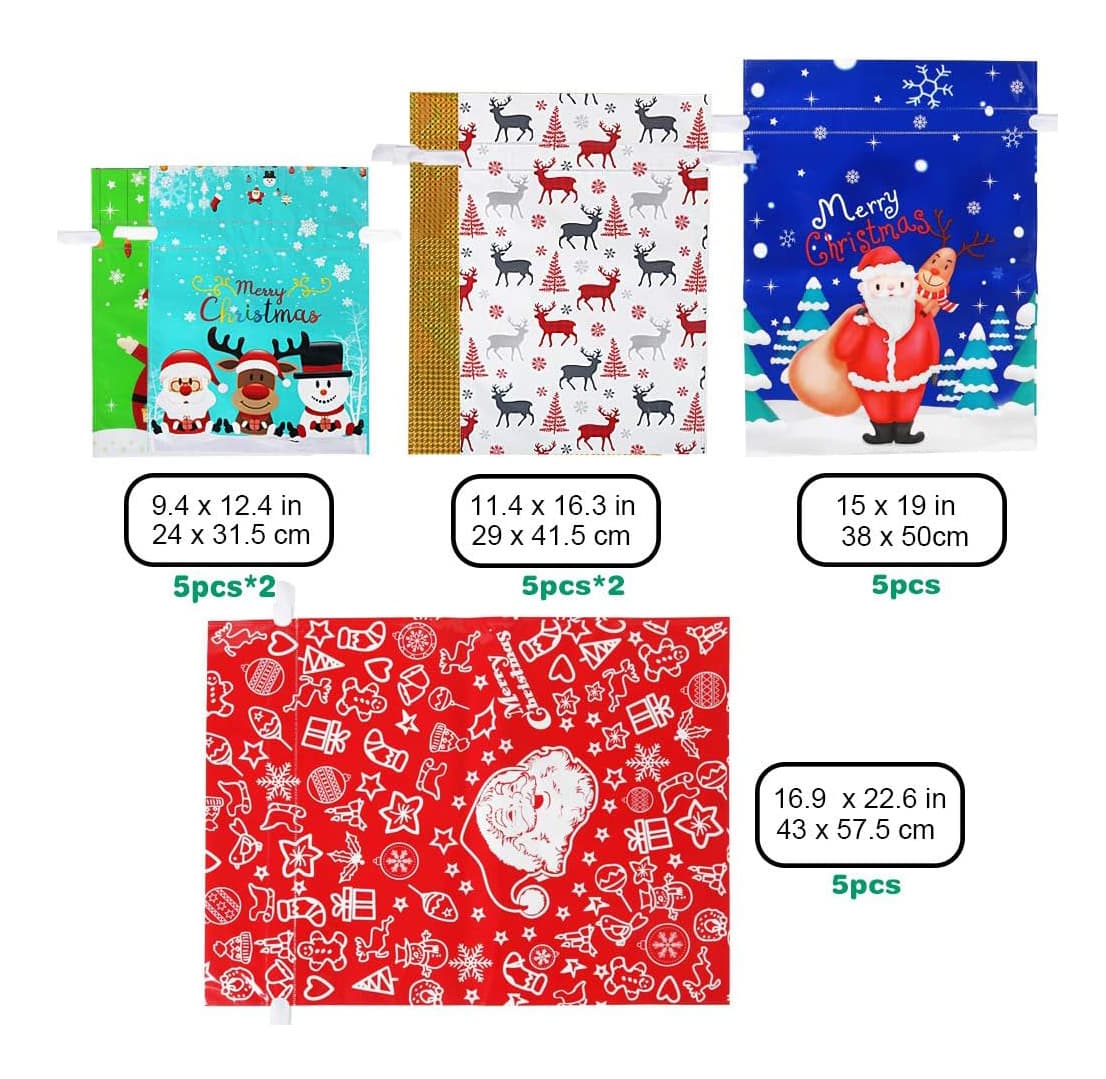 Merry
Christmas
Merry
Christmas
9.4 x 12.4 in
24 x 31.5 cm
5pcs*2
11.4 x 16.3 in
29 x 41.5 cm
5pcs*2
15 x 19 in
38 x 50cm
5pcs
Merry
Christmas
16.9 x 22.6 in
43 x 57.5 cm
5pcs